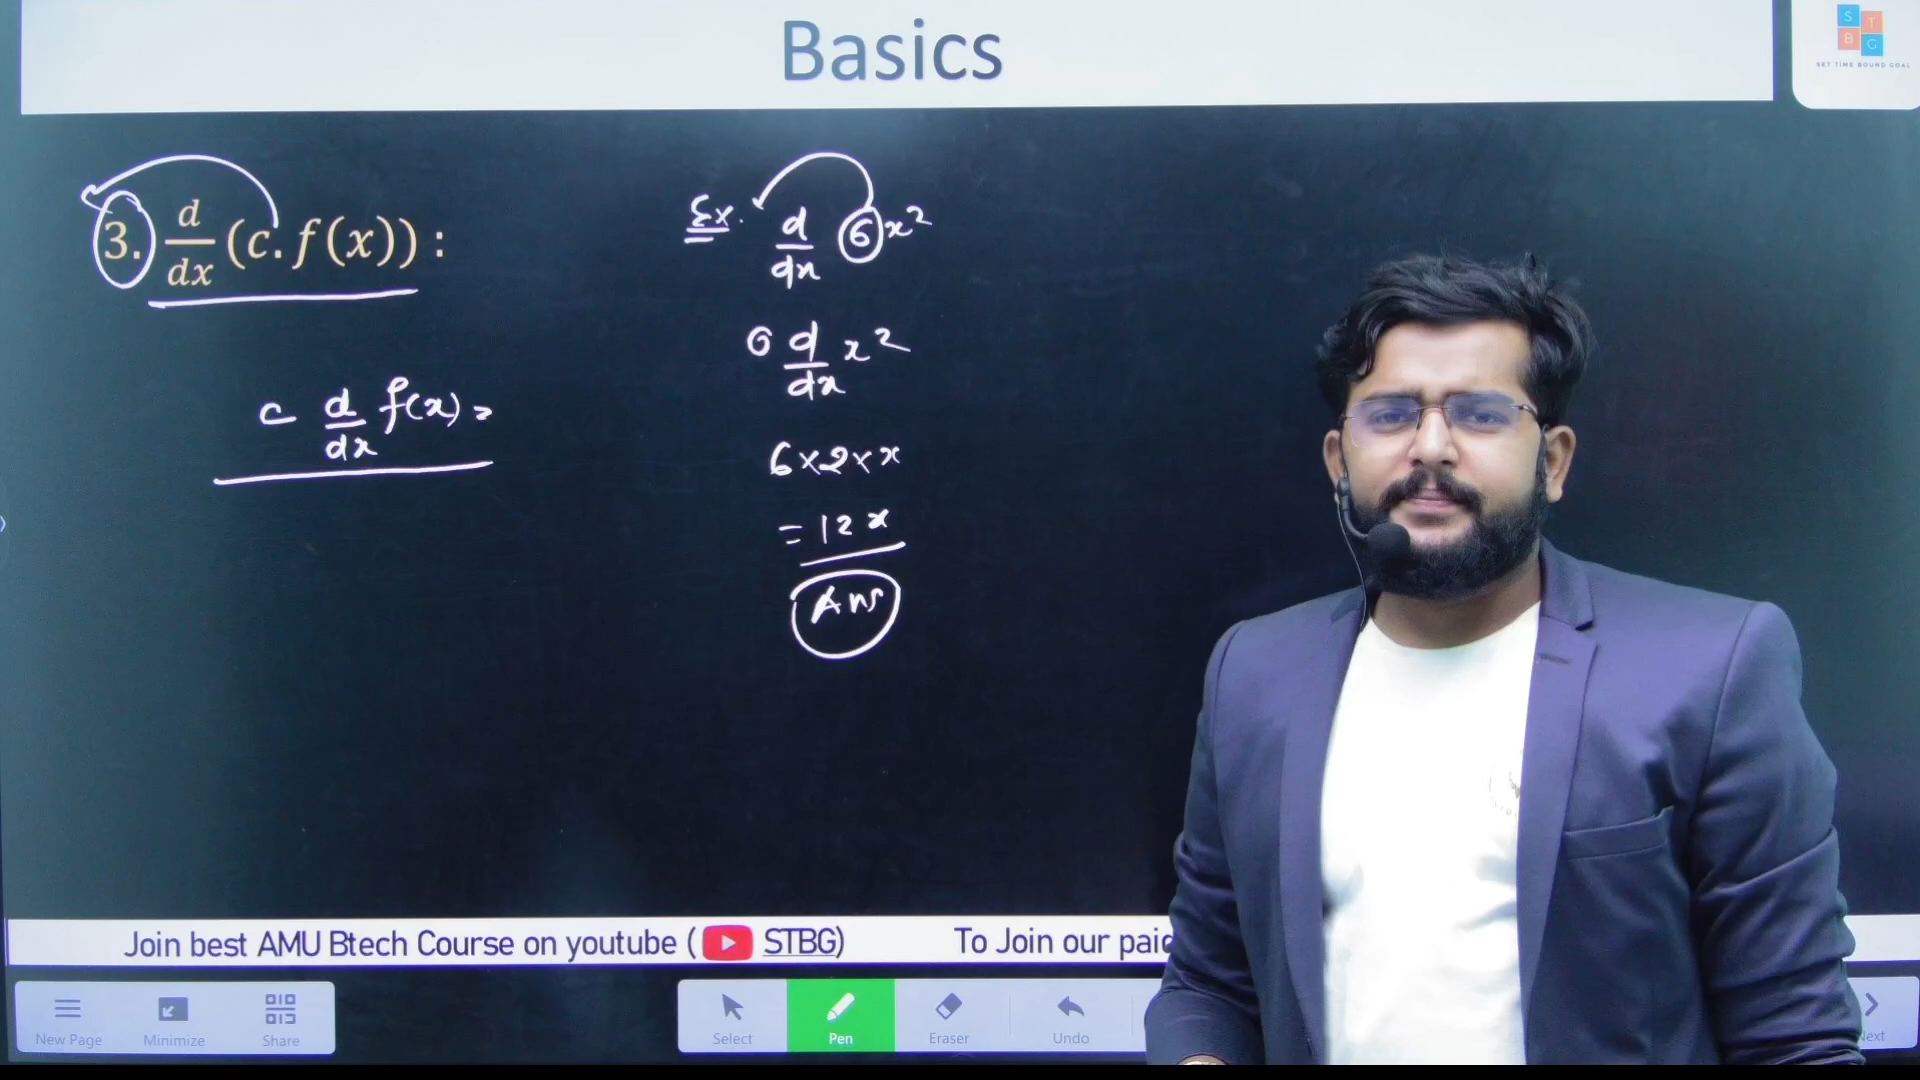 Basics
S T
B G
SET TIME BOUND GOAL
3. d/dx (c. f(x)) :
c d/dx f(x) =
Ex. d/dx 6x²
6 d/dx x²
6×2×x
= 12x
Ans
Join best AMU Btech Course on youtube ( STBG)
To Join our paid
New Page
Minimize
Share
Select
Pen
Eraser
Undo
Next